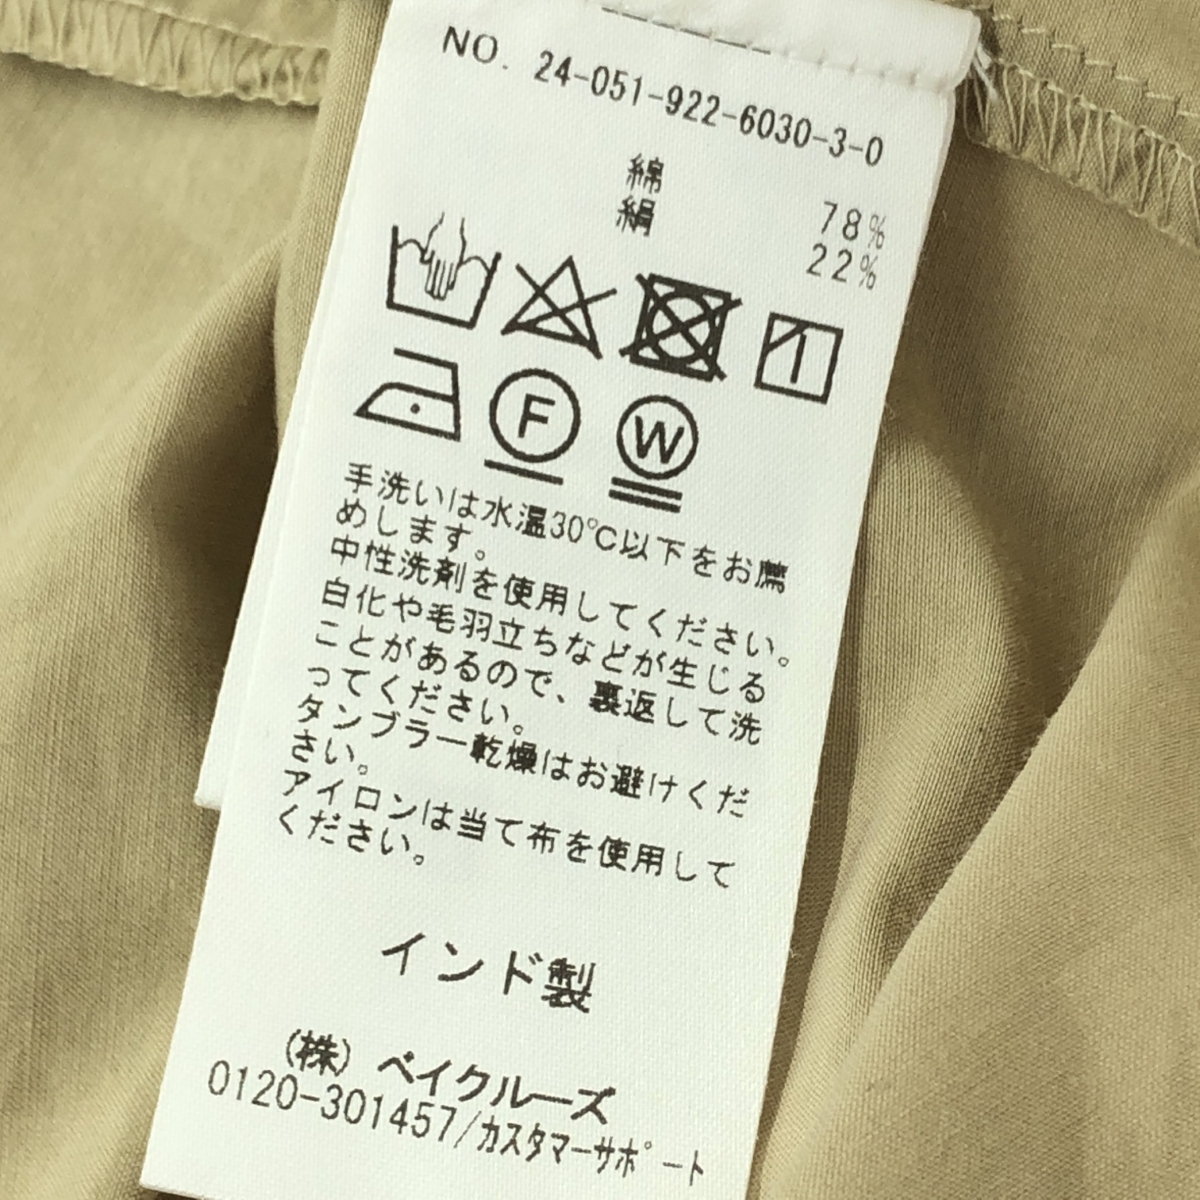 NO. 24-051-922-6030-3-0
綿 78%
絹 22%
F W
手洗いは水温30℃以下をお薦
めします。
中性洗剤を使用してください。
白化や毛羽立ちなどが生じる
ことがあるので、裏返して洗
ってください。
タンブラー乾燥はお避けくだ
さい。
アイロンは当て布を使用して
ください。
インド製
(株) ベイクルーズ
0120-301457/カスタマーサポート